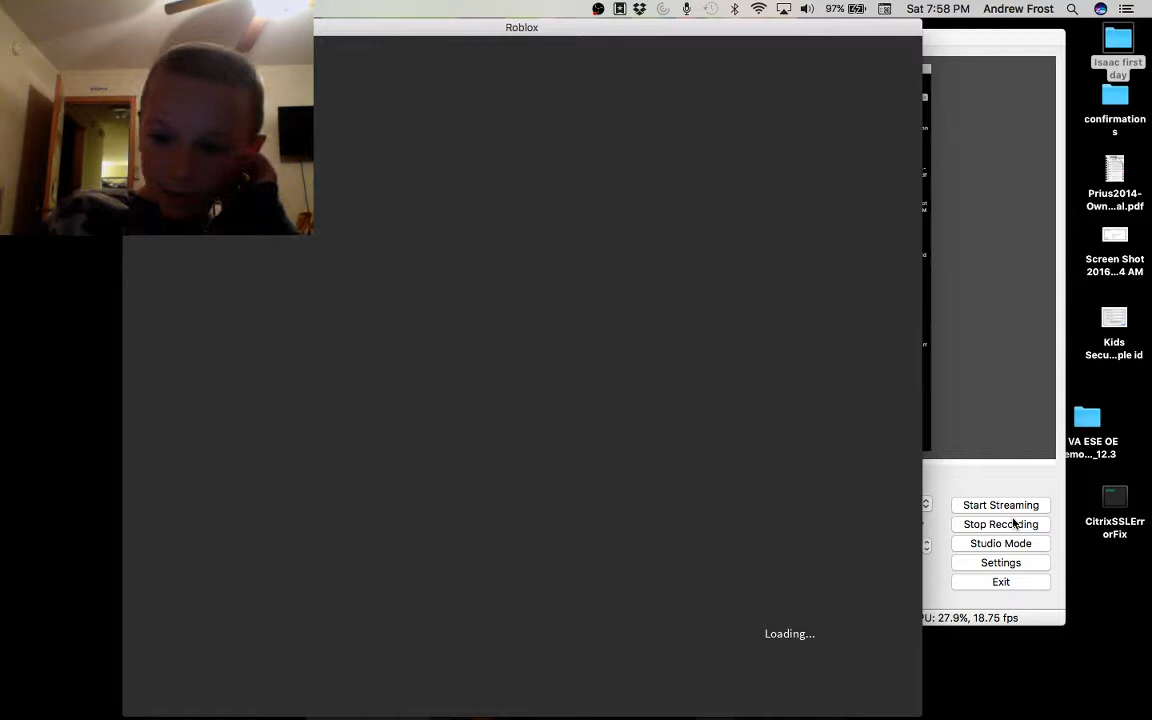 97%
Sat 7:58 PM
Andrew Frost
Roblox
Isaac first
day
confirmation
s
Prius2014-
Own...al.pdf
Screen Shot
2016...4 AM
Kids
Secu...ple id
VA ESE OE
emo..._12.3
CitrixSSLErr
orFix
Start Streaming
Stop Recording
Studio Mode
Settings
Exit
PU: 27.9%, 18.75 fps
Loading...